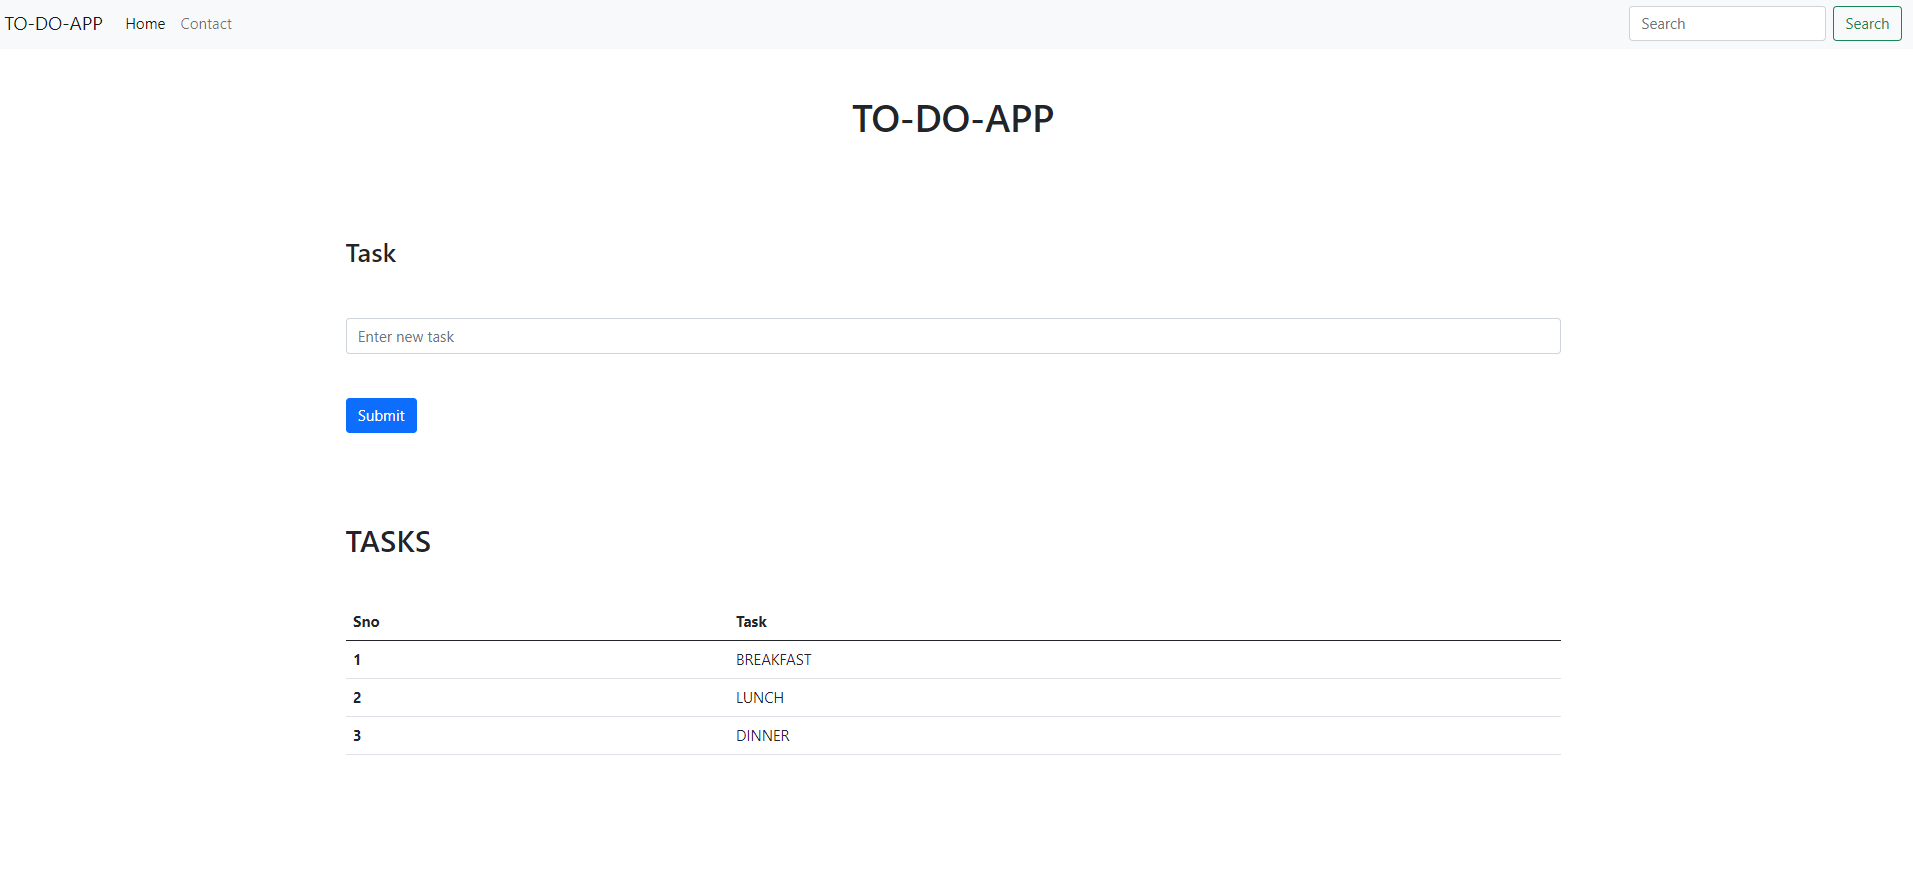 TO-DO-APP Home Contact Search Search
TO-DO-APP
Task
Enter new task
Submit
TASKS
Sno Task
1 BREAKFAST
2 LUNCH
3 DINNER